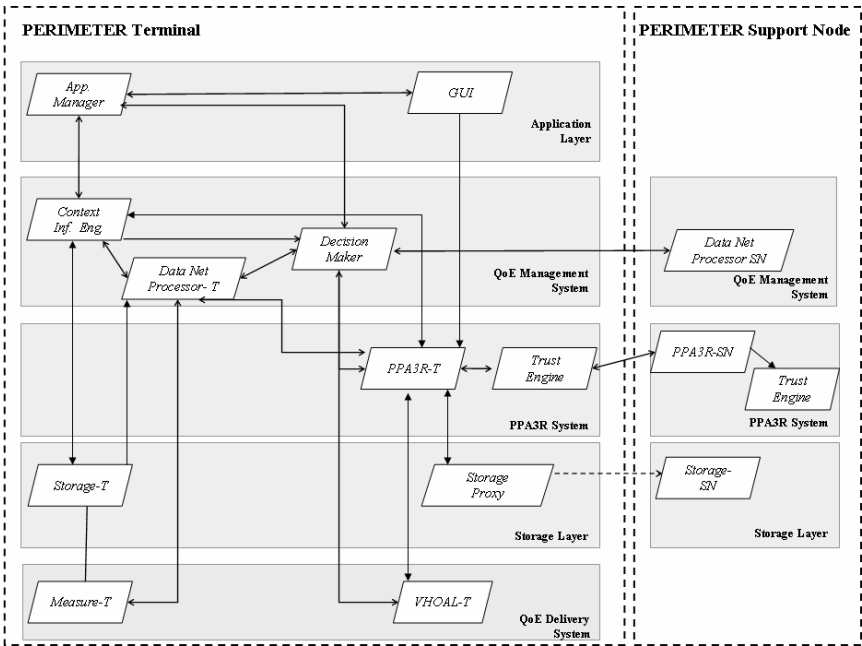 PERIMETER Terminal
PERIMETER Support Node
App.
Manager
GUI
Application
Layer
Context
Inf. Eng
Decision
Maker
Data Net
Processor- T
QoE Management
System
Data Net
Processor SN
QoE Management
System
PPA3R-T
Trust
Engine
PPA3R System
PPA3R-SN
Trust
Engine
PPA3R System
Storage-T
Storage
Proxy
Storage Layer
Storage-
SN
Storage Layer
Measure-T
VHOAL-T
QoE Delivery
System